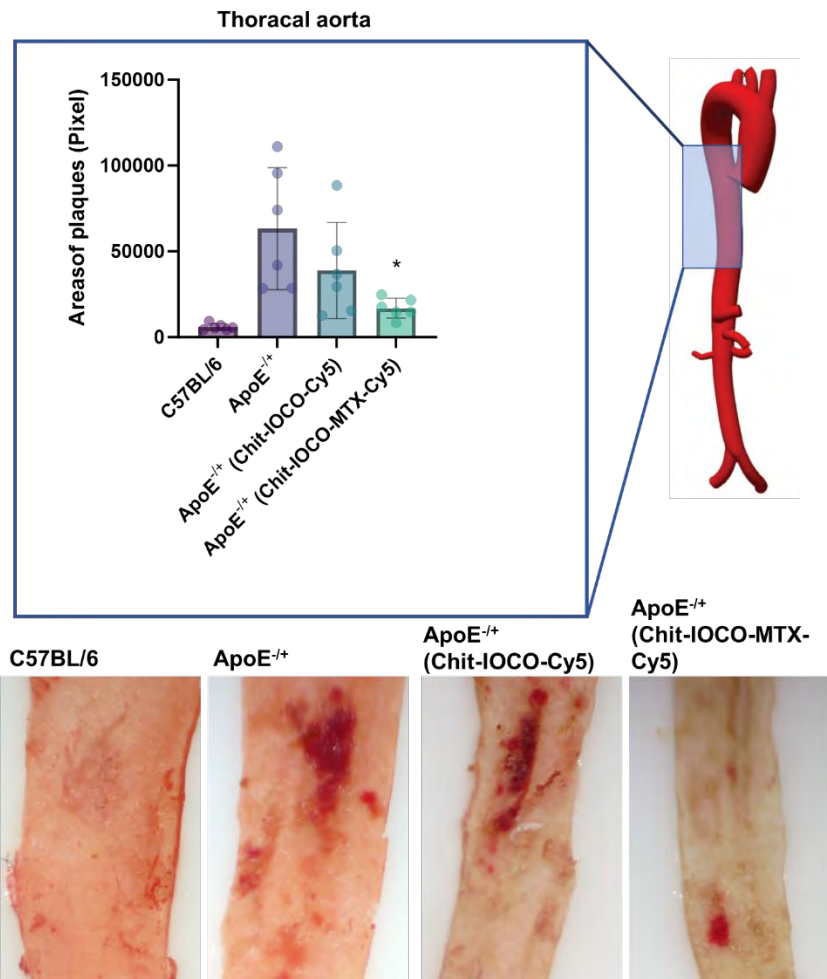 Thoracal aorta
Areasof plaques (Pixel)
150000
100000
50000
0
*
C57BL/6
ApoE-/+
ApoE-/+ (Chit-IOCO-Cy5)
ApoE-/+ (Chit-IOCO-MTX-Cy5)
C57BL/6
ApoE-/+
ApoE-/+
(Chit-IOCO-Cy5)
ApoE-/+
(Chit-IOCO-MTX-
Cy5)